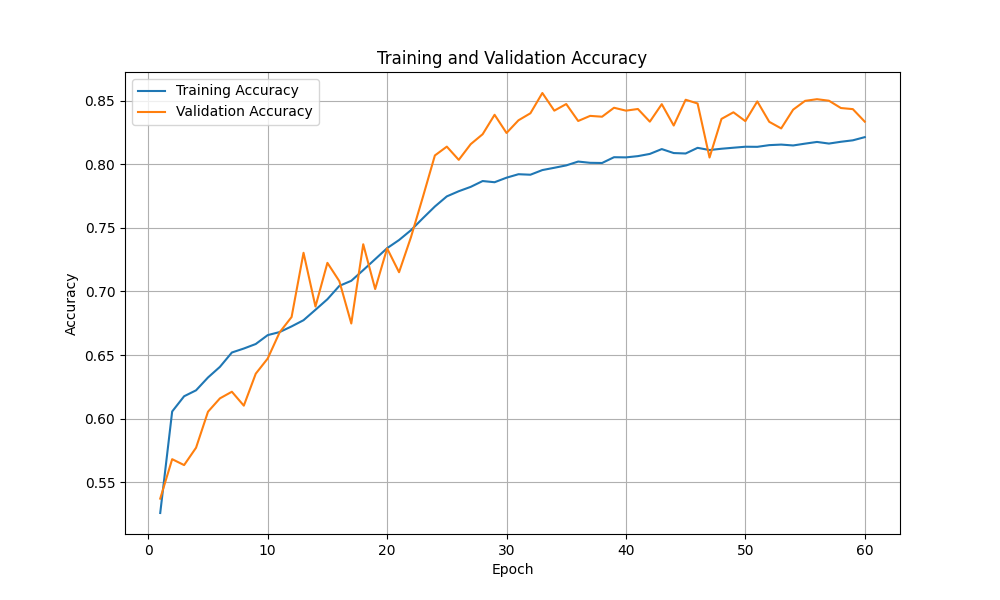 Training and Validation Accuracy
Training Accuracy
Validation Accuracy
Accuracy
0.85
0.80
0.75
0.70
0.65
0.60
0.55
0 10 20 30 40 50 60
Epoch